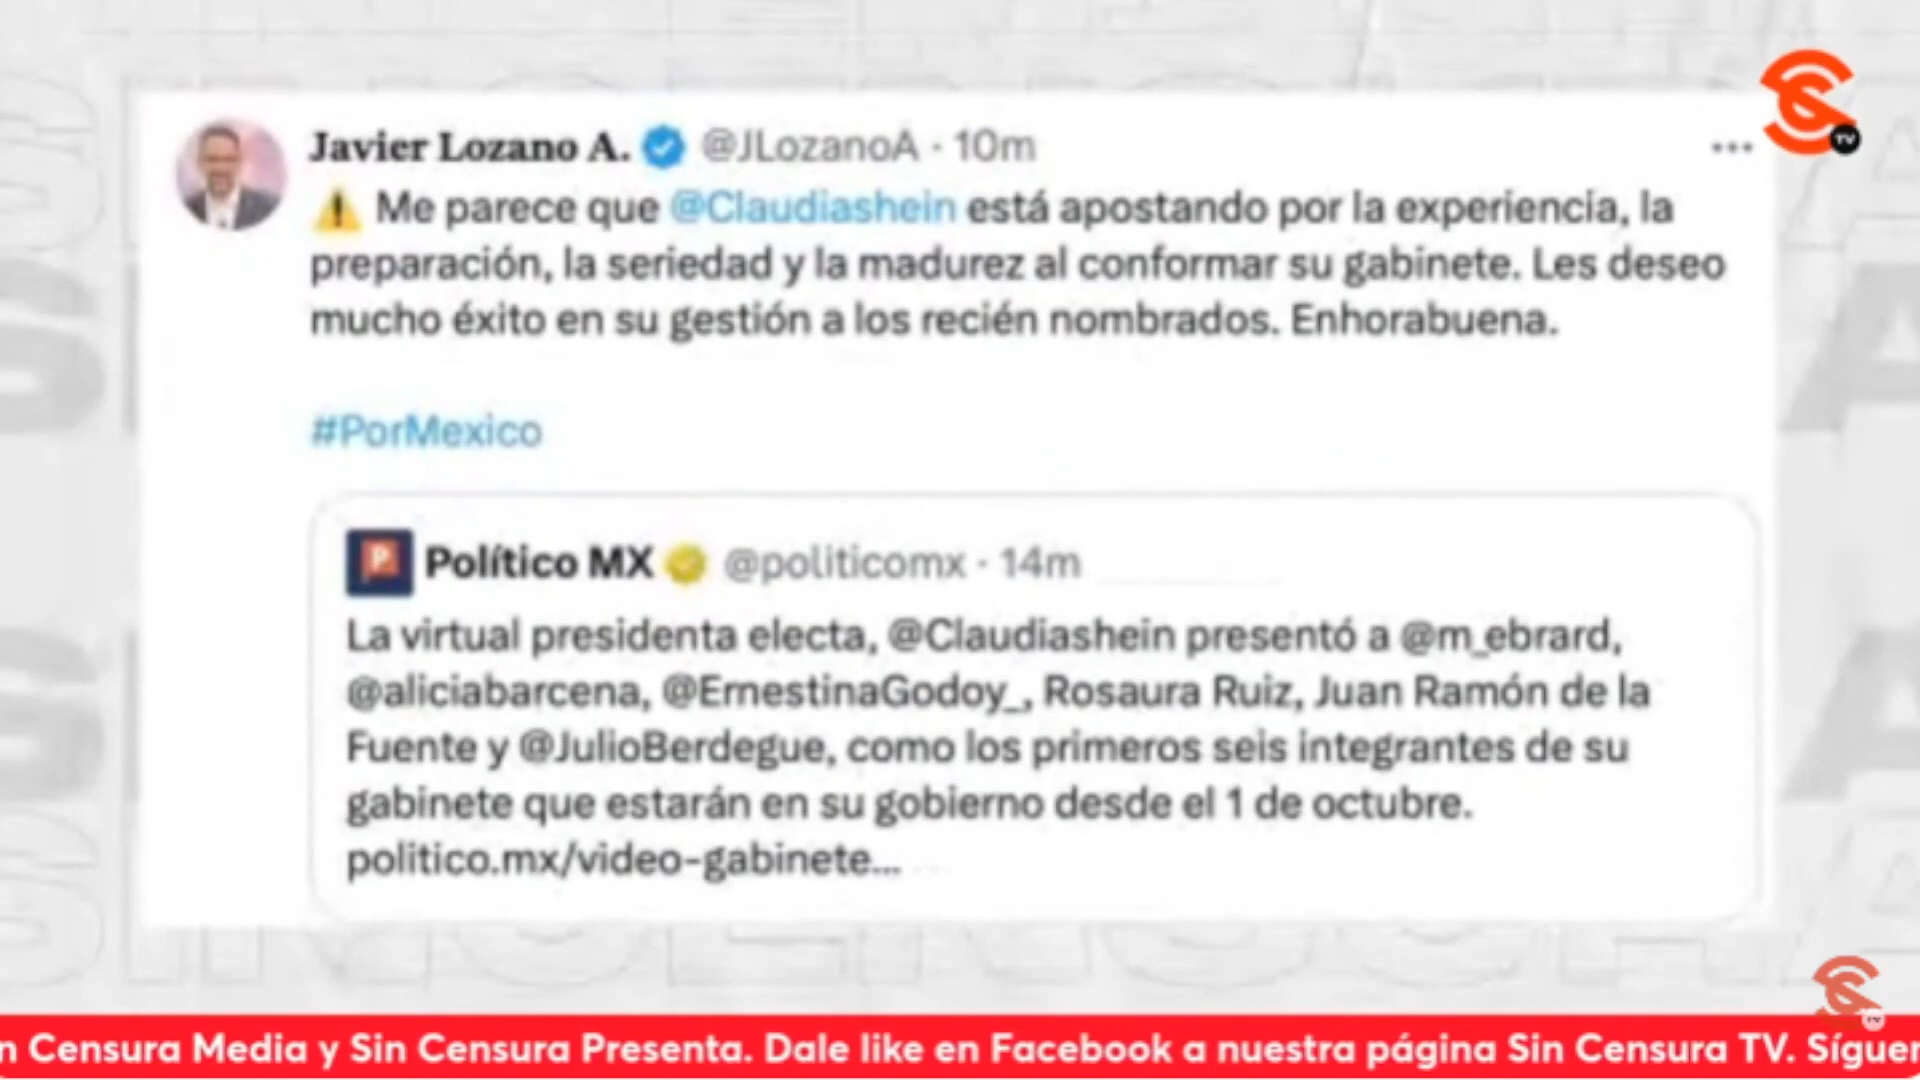 Javier Lozano A. @JLozanoA · 10m
⚠️ Me parece que @Claudiashein está apostando por la experiencia, la
preparación, la seriedad y la madurez al conformar su gabinete. Les deseo
mucho éxito en su gestión a los recién nombrados. Enhorabuena.
#PorMexico
Político MX @politicomx · 14m
La virtual presidenta electa, @Claudiashein presentó a @m_ebrard,
@aliciabarcena, @ErnestinaGodoy_, Rosaura Ruiz, Juan Ramón de la
Fuente y @JulioBerdegue, como los primeros seis integrantes de su
gabinete que estarán en su gobierno desde el 1 de octubre.
politico.mx/video-gabinete...
TV
n Censura Media y Sin Censura Presenta. Dale like en Facebook a nuestra página Sin Censura TV. Síguen